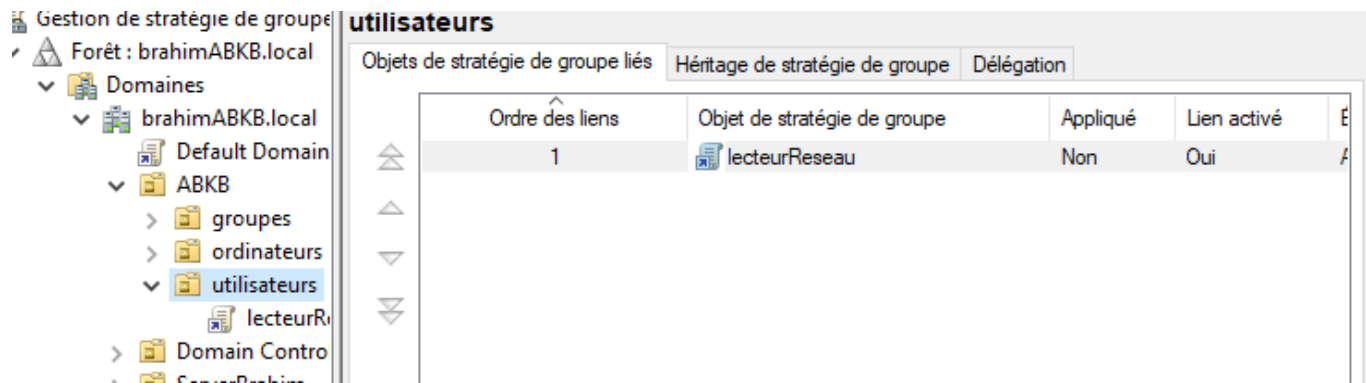 Gestion de stratégie de groupe
Forêt : brahimABKB.local
Domaines
brahimABKB.local
Default Domain
ABKB
groupes
ordinateurs
utilisateurs
lecteurR
Domain Contro
utilisateurs
Objets de stratégie de groupe liés Héritage de stratégie de groupe Délégation
Ordre des liens Objet de stratégie de groupe Appliqué Lien activé É
1 lecteurReseau Non Oui